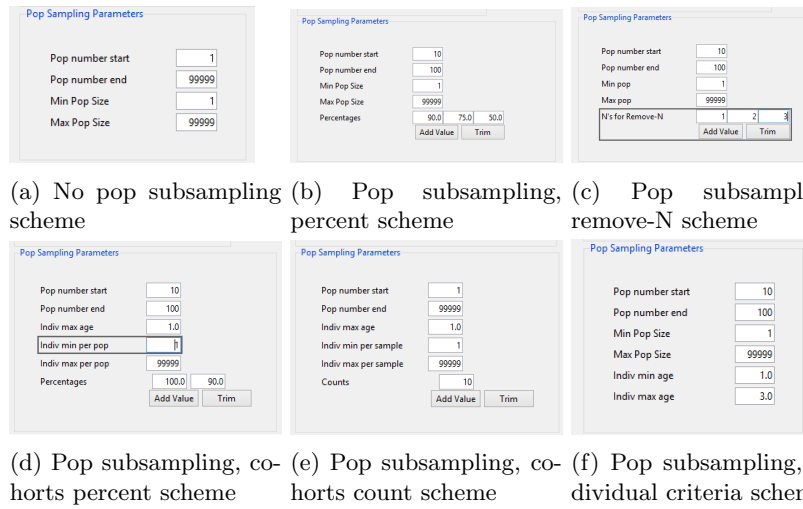 Pop Sampling Parameters
Pop number start 1
Pop number end 99999
Min Pop Size 1
Max Pop Size 99999
(a) No pop subsampling
scheme
Pop Sampling Parameters
Pop number start 10
Pop number end 100
Min Pop Size 1
Max Pop Size 99999
Percentages 90.0 75.0 50.0
Add Value Trim
(b) Pop subsampling,
percent scheme
Pop Sampling Parameters
Pop number start 10
Pop number end 100
Min pop 1
Max pop 99999
N's for Remove-N 1 2 3
Add Value Trim
(c) Pop subsampl
remove-N scheme
Pop Sampling Parameters
Pop number start 10
Pop number end 100
Indiv max age 1.0
Indiv min per pop 1
Indiv max per pop 99999
Percentages 100.0 90.0
Add Value Trim
(d) Pop subsampling, co-
horts percent scheme
Pop Sampling Parameters
Pop number start 1
Pop number end 99999
Indiv max age 1.0
Indiv min per sample 1
Indiv max per sample 99999
Counts 10
Add Value Trim
(e) Pop subsampling, co-
horts count scheme
Pop Sampling Parameters
Pop number start 10
Pop number end 100
Min Pop Size 1
Max Pop Size 99999
Indiv min age 1.0
Indiv max age 3.0
(f) Pop subsampling,
dividual criteria scher